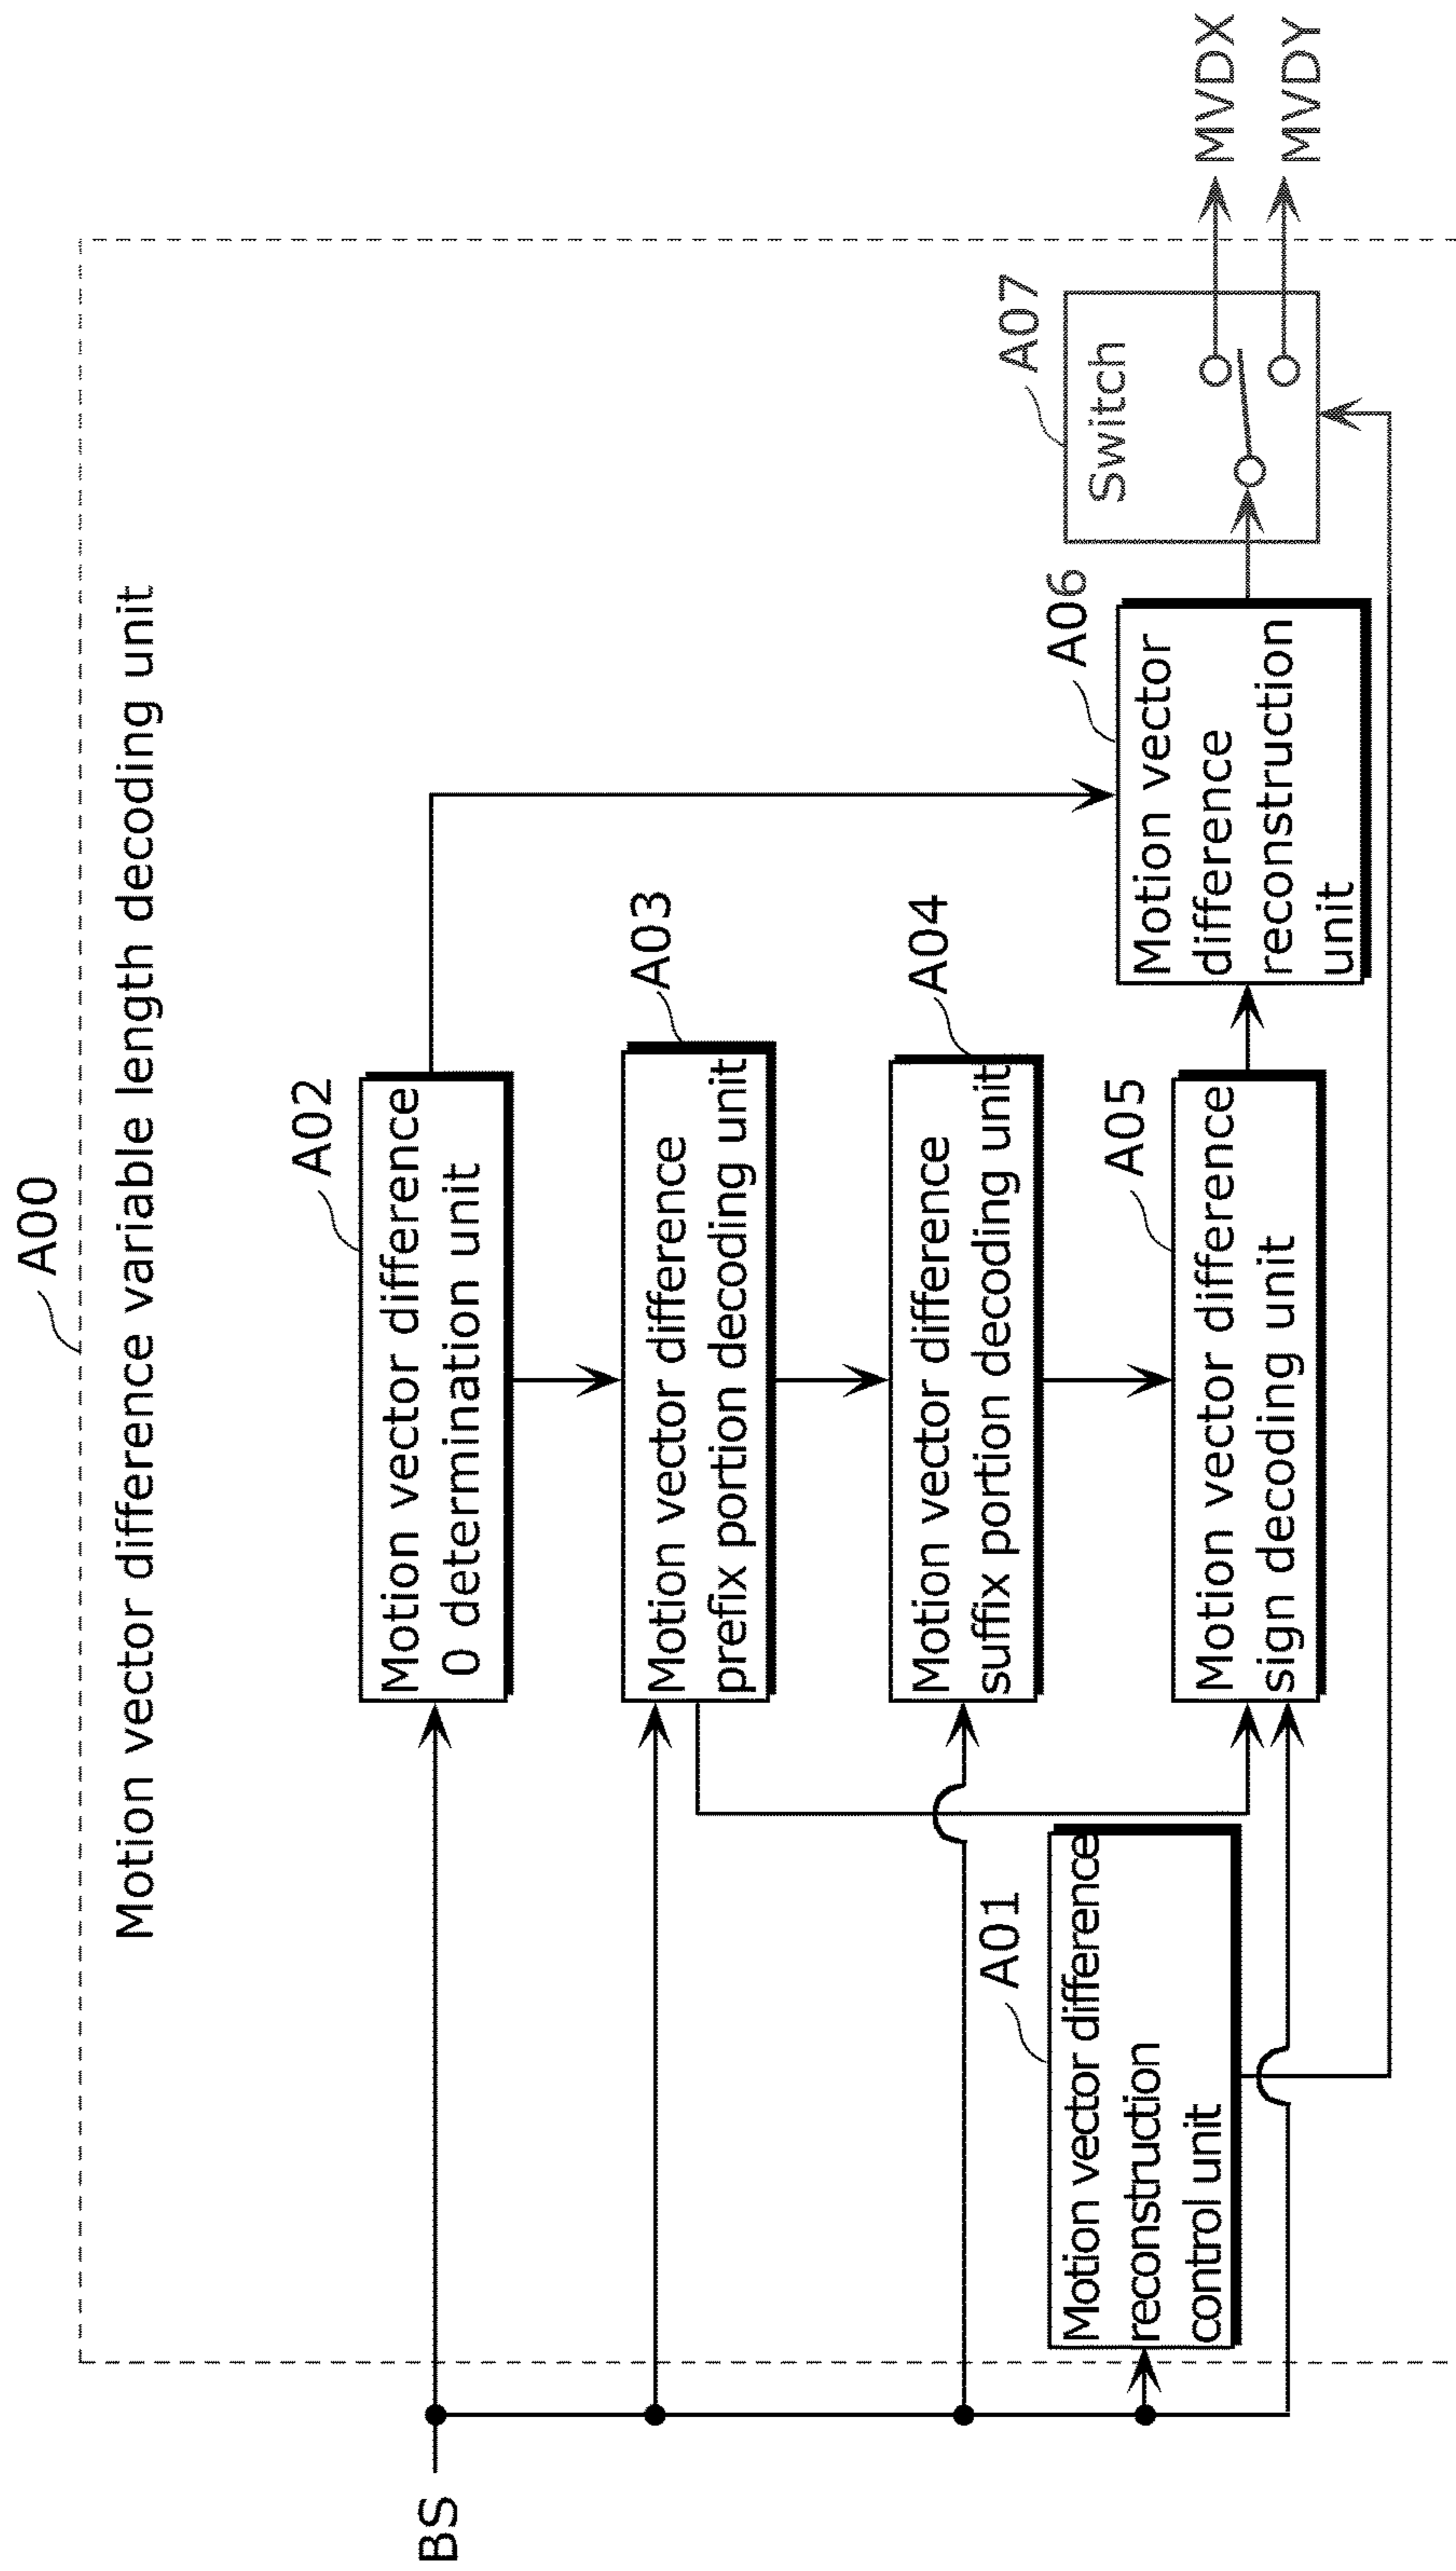 A00
Motion vector difference variable length decoding unit
A02
Motion vector difference
0 determination unit
A03
Motion vector difference
prefix portion decoding unit
A04
Motion vector difference
suffix portion decoding unit
A01
Motion vector difference
reconstruction
control unit
A05
Motion vector difference
sign decoding unit
A06
Motion vector
difference
reconstruction
unit
A07
Switch
BS
MVDX
MVDY